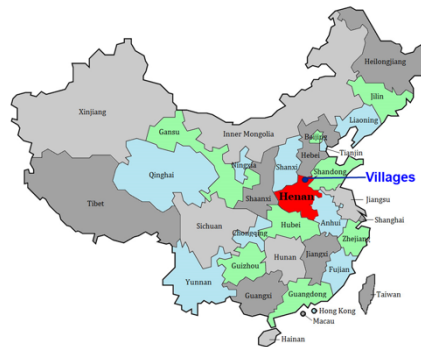 Heilongjiang
Jilin
Xinjiang
Liaoning
Inner Mongolia
Gansu
Beijing
Tianjin
Hebei
Ningxia
Shanxi
Shandong
Qinghai
Villages
Shaanxi
Henan
Jiangsu
Tibet
Shanghai
Anhui
Sichuan
Hubei
Chongqing
Zhejiang
Hunan
Jiangxi
Guizhou
Fujian
Yunnan
Guangxi
Guangdong
Taiwan
Hong Kong
Macau
Hainan